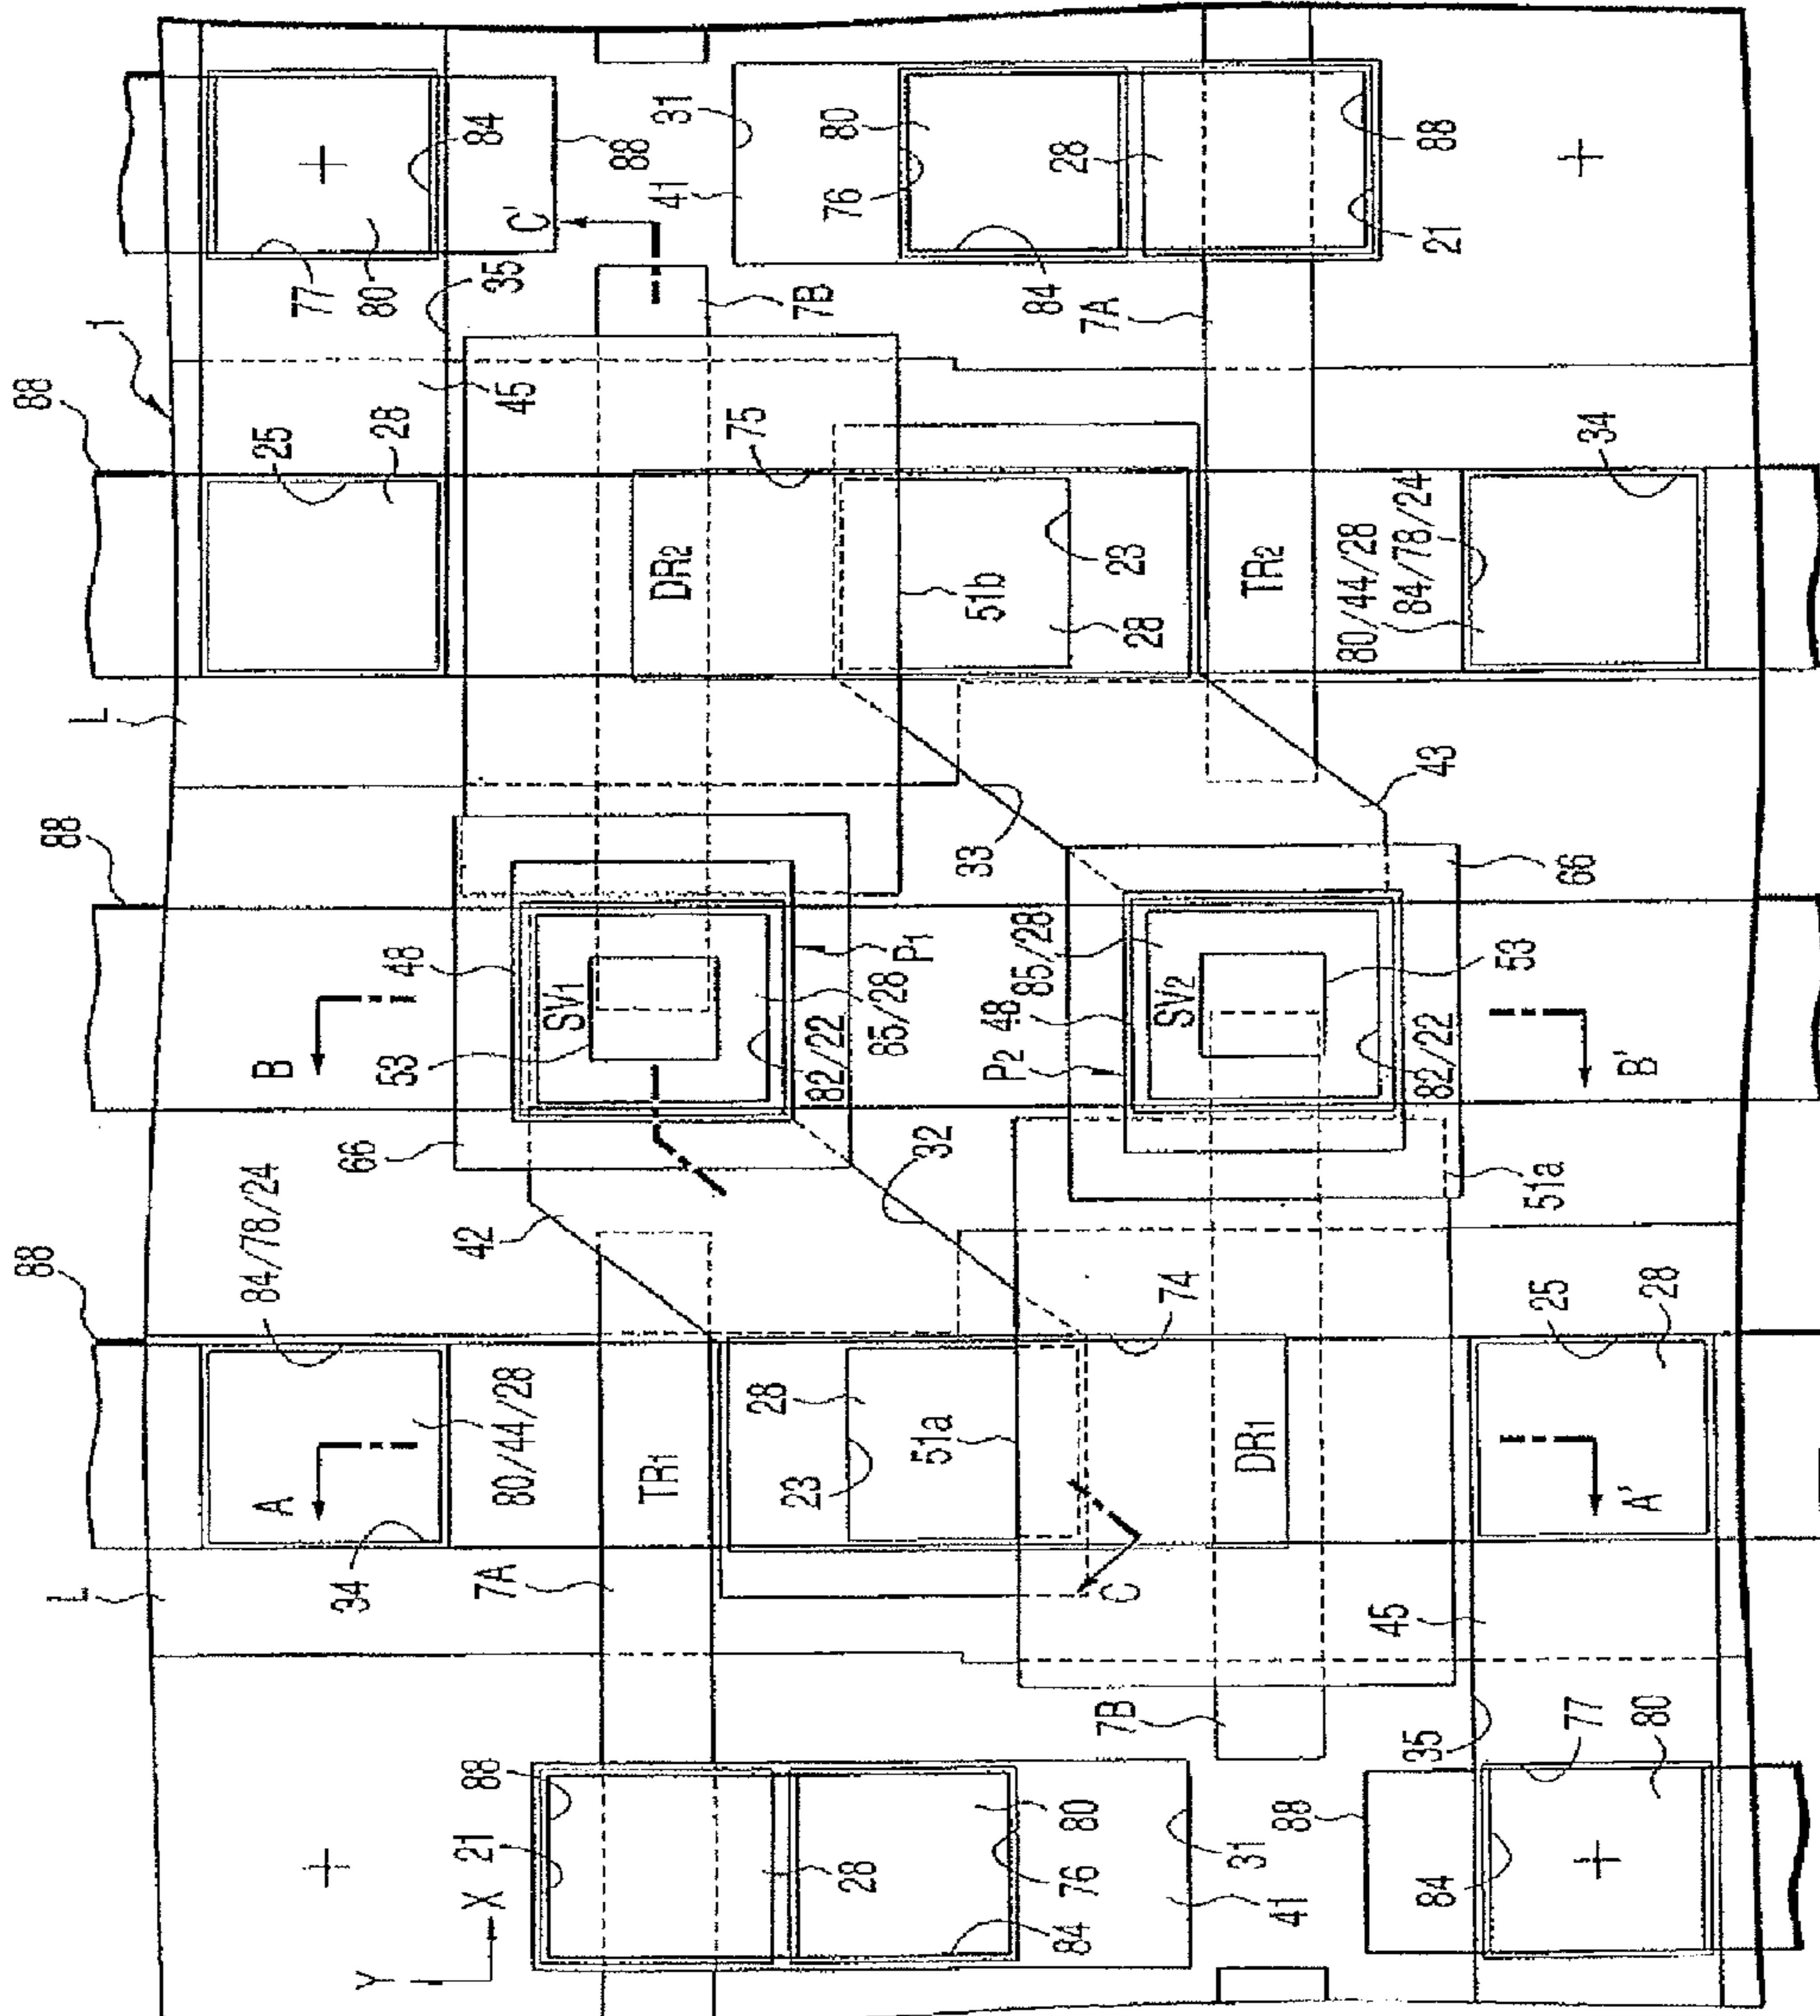 88
88
88
L
L
1
A
84/78/24
B
25
77
34
66
53
48
28
80
Y
X
21
88
7A
42
84
80/44/28
45
35
SV1
C'
88
TR1
DR2
31
41
75
28
23
7B
82/22
80
76
28
85/28
P1
51a
32
33
51b
P2
48
85/28
84
84
76
80
28
7A
C
7B
23
28
74
SV2
31
DR1
TR2
41
88
80/44/28
45
35
84/78/24
21
84
82/22
43
88
53
51a
66
25
77
34
B'
A'
28
80